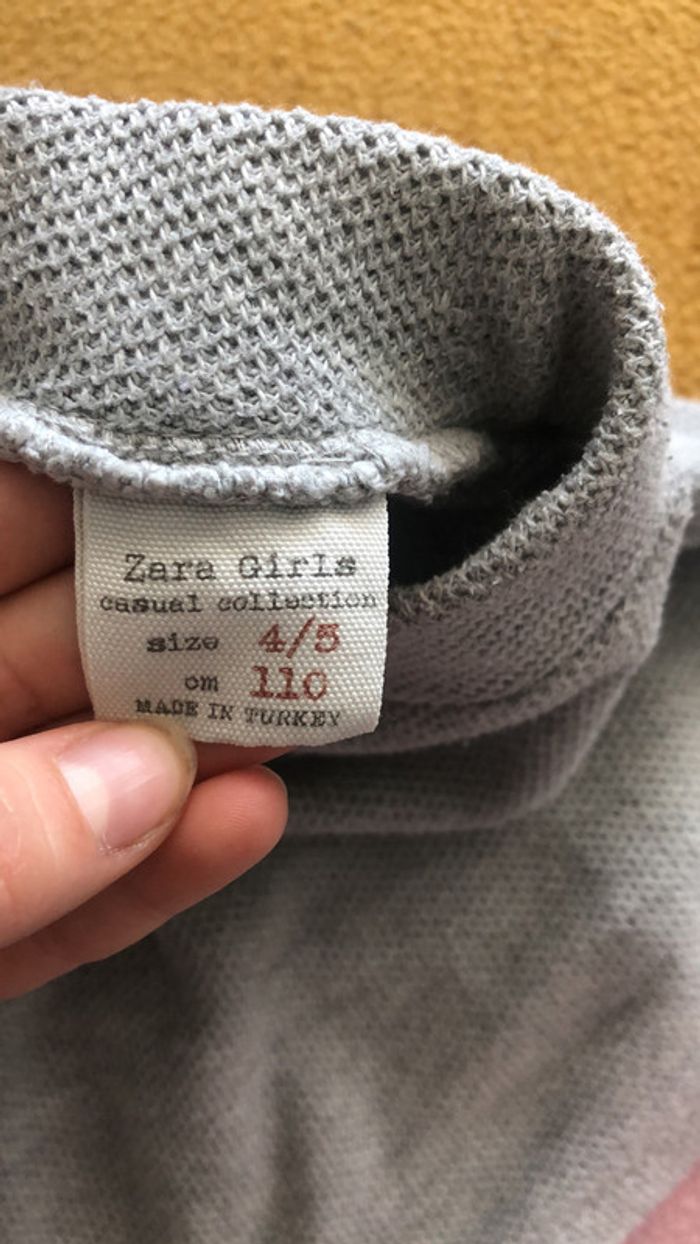 Zara Girls
casual collection
size 4/5
cm 110
MADE IN TURKEY